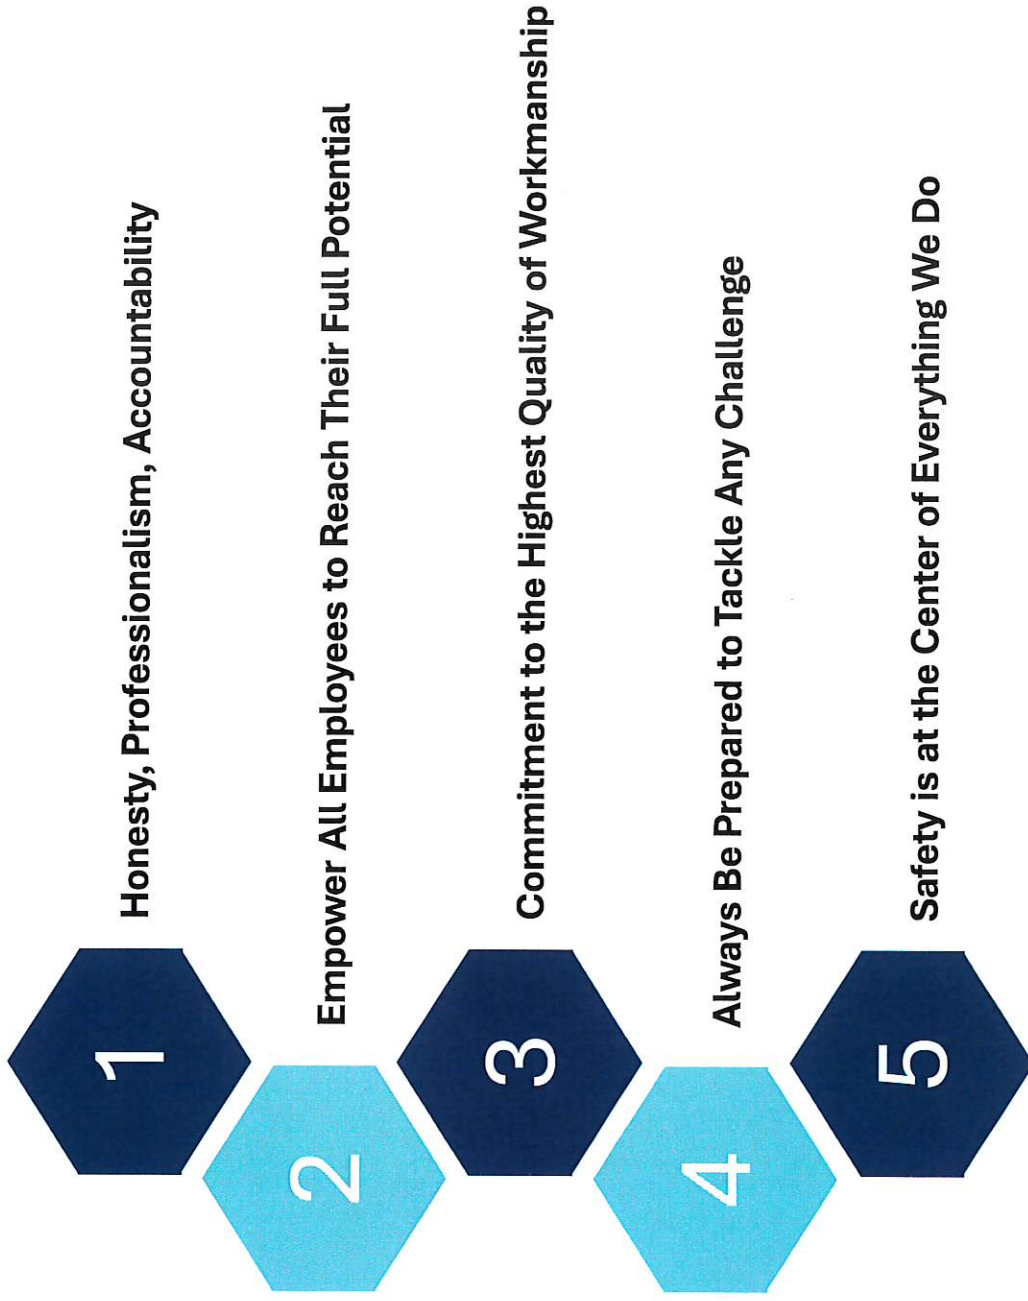 1
Honesty, Professionalism, Accountability
2
Empower All Employees to Reach Their Full Potential
3
Commitment to the Highest Quality of Workmanship
4
Always Be Prepared to Tackle Any Challenge
5
Safety is at the Center of Everything We Do